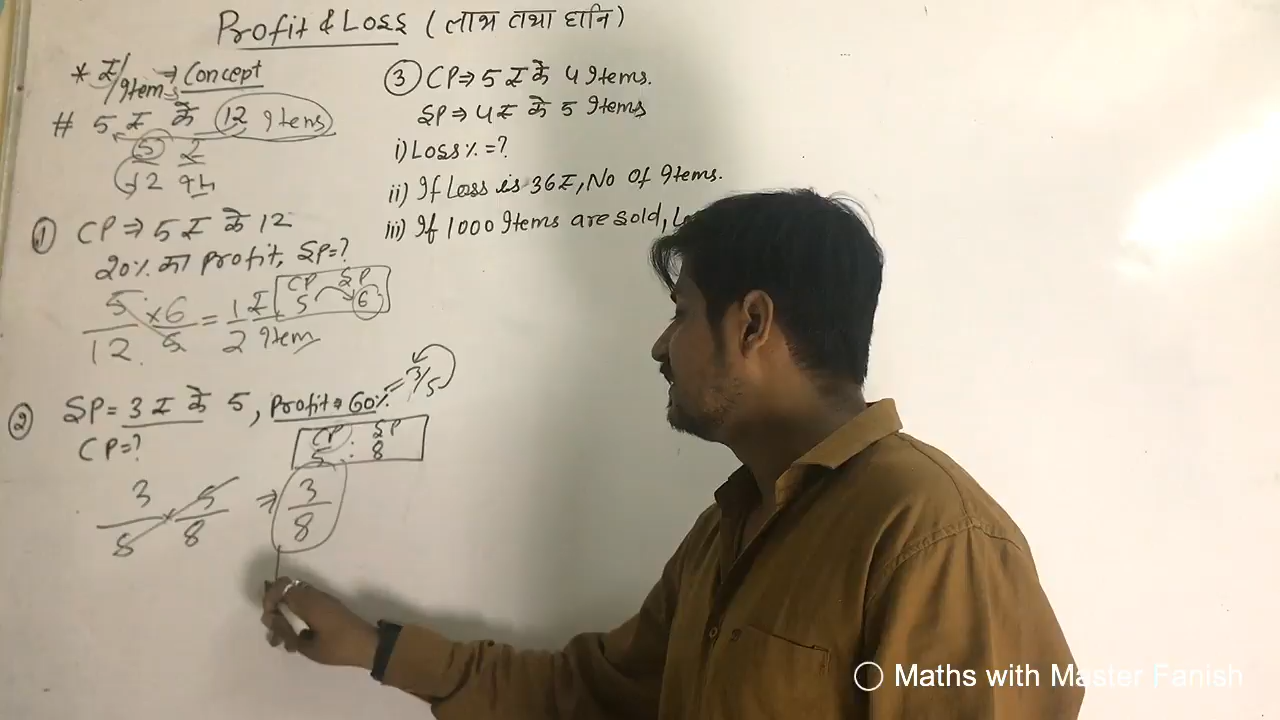 Profit & Loss (लाभ तथा हानि)
* ₹/Items ⇒ Concept
# 5 ₹ के 12 Items
5 ₹
12 का
① CP ⇒ 5 ₹ के 12
20% का Profit, SP=?
CP SP
5 6
5/12 × 6/5 = 1/2 ₹/Item
② SP = 3 ₹ के 5, Profit = 60% = 3/5
CP=?
CP : SP
5 : 8
3/5 × 5/8 ⇒ 3/8
③ CP ⇒ 5 ₹ के 4 Items.
SP ⇒ 4 ₹ के 5 Items
i) Loss% = ?
ii) If Loss is 36 ₹, No Of Items.
iii) If 1000 Items are sold,
Maths with Master Fanish